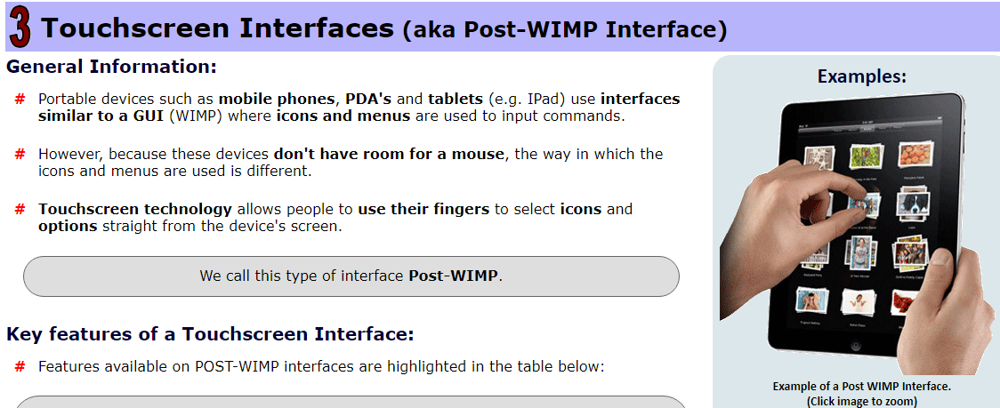 3 Touchscreen Interfaces (aka Post-WIMP Interface)
General Information:
# Portable devices such as mobile phones, PDA's and tablets (e.g. IPad) use interfaces
similar to a GUI (WIMP) where icons and menus are used to input commands.
# However, because these devices don't have room for a mouse, the way in which the
icons and menus are used is different.
# Touchscreen technology allows people to use their fingers to select icons and
options straight from the device's screen.
We call this type of interface Post-WIMP.
Key features of a Touchscreen Interface:
# Features available on POST-WIMP interfaces are highlighted in the table below:
Examples:
Example of a Post WIMP Interface.
(Click image to zoom)